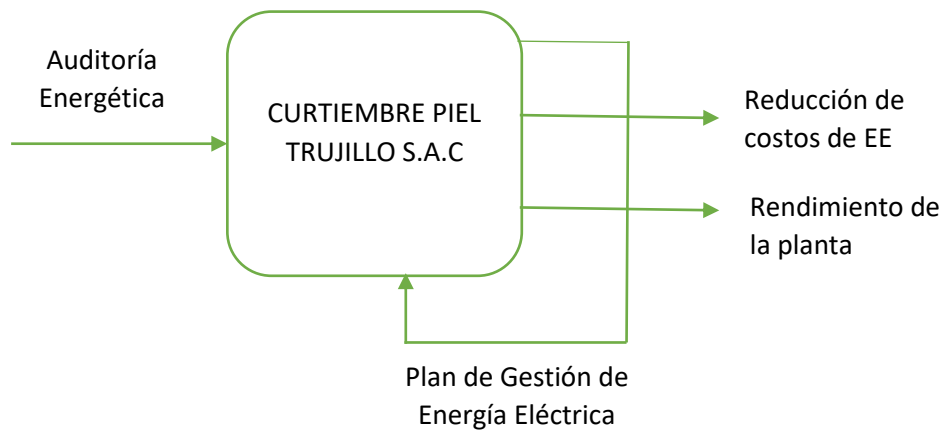 Auditoría
Energética
CURTIEMBRE PIEL
TRUJILLO S.A.C
Reducción de
costos de EE
Rendimiento de
la planta
Plan de Gestión de
Energía Eléctrica